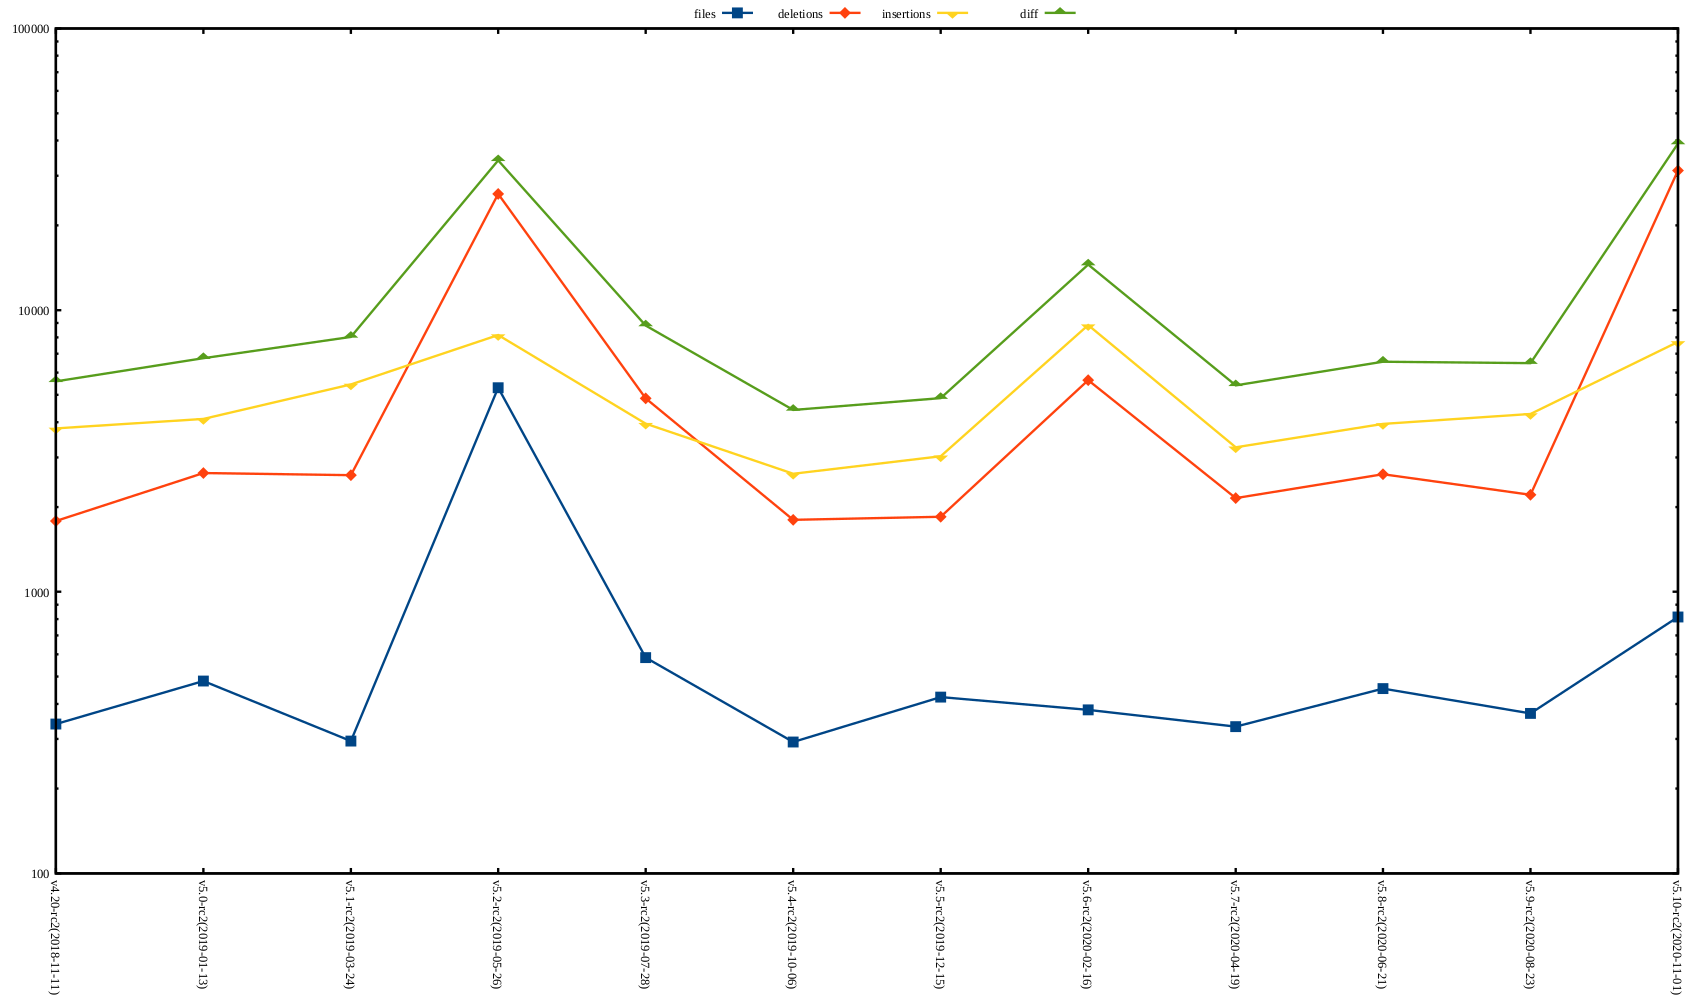 files deletions insertions diff
100000
10000
1000
100
v4.20-rc2(2018-11-11)
v5.0-rc2(2019-01-13)
v5.1-rc2(2019-03-24)
v5.2-rc2(2019-05-26)
v5.3-rc2(2019-07-28)
v5.4-rc2(2019-10-06)
v5.5-rc2(2019-12-15)
v5.6-rc2(2020-02-16)
v5.7-rc2(2020-04-19)
v5.8-rc2(2020-06-21)
v5.9-rc2(2020-08-23)
v5.10-rc2(2020-11-01)